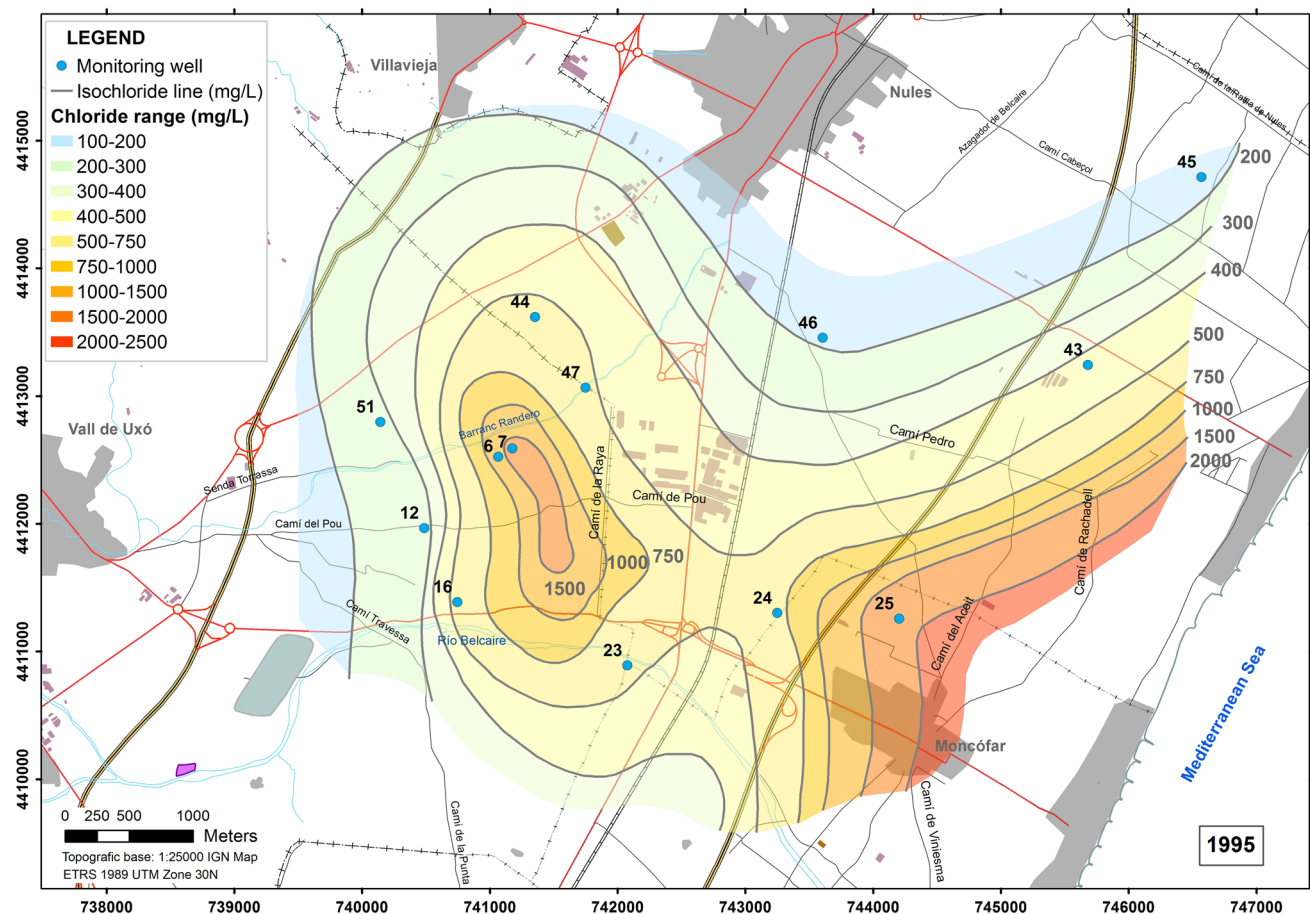 LEGEND
Monitoring well
Isochloride line (mg/L)
Chloride range (mg/L)
100-200
200-300
300-400
400-500
500-750
750-1000
1000-1500
1500-2000
2000-2500
Villavieja
Nules
Camí de la Ratlla de Nules
Azagador de Belcaire
Camí Cabeçol
45
200
300
400
500
750
1000
1500
2000
44
46
43
47
51
Vall de Uxó
Barranc Randero
6
7
Camí Pedro
Senda Torrassa
Camí de la Raya
Camí de Pou
12
Camí del Pou
Camí de Rachadell
1000
750
1500
16
24
25
Camí Travessa
Río Belcaire
23
Camí del Aceit
Moncófar
Mediterranean Sea
Camí de la Punta
Camí de Viniesma
0 250 500 1000
Meters
Topografic base: 1:25000 IGN Map
ETRS 1989 UTM Zone 30N
1995
4415000
4414000
4413000
4412000
4411000
4410000
738000 739000 740000 741000 742000 743000 744000 745000 746000 747000